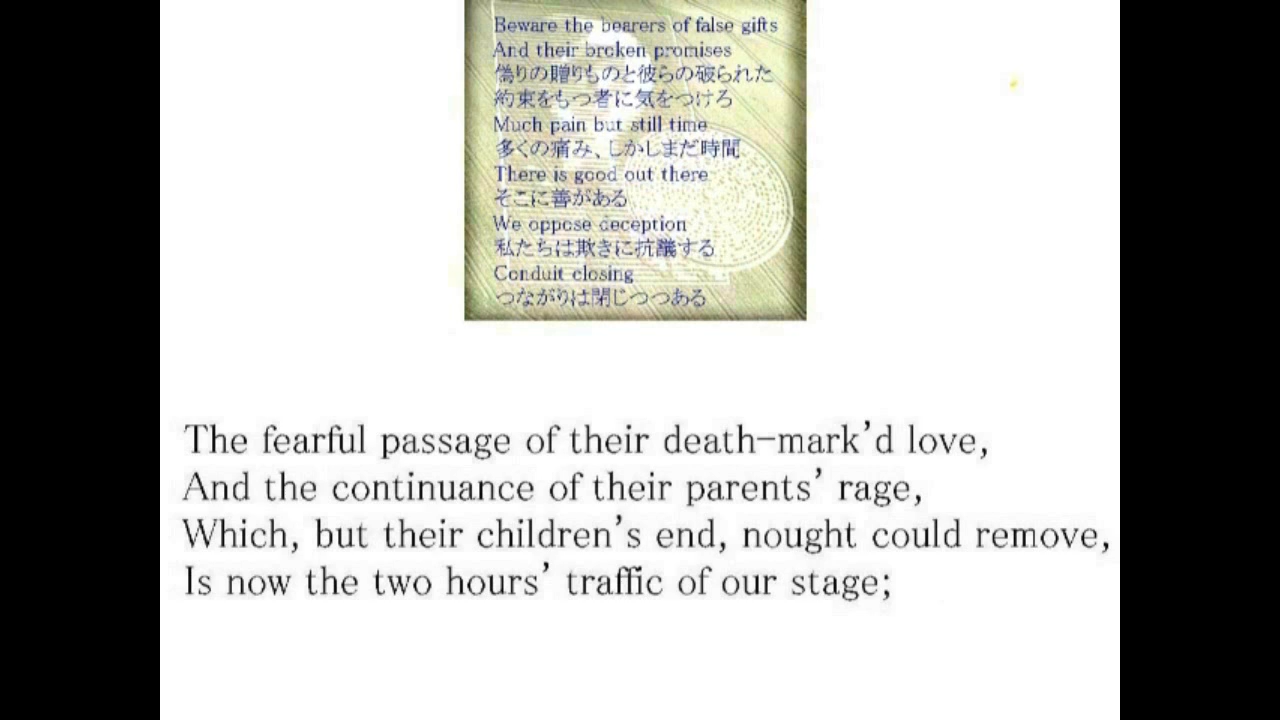 Beware the bearers of false gifts
And their broken promises
偽りの贈りものと彼らの破られた
約束をもつ者に気をつけろ
Much pain but still time
多くの痛み、しかしまだ時間
There is good out there
そこに善がある
We oppose deception
私たちは欺きに抗議する
Conduit closing
つながりは閉じつつある
The fearful passage of their death-mark’d love,
And the continuance of their parents’ rage,
Which, but their children’s end, nought could remove,
Is now the two hours’ traffic of our stage;